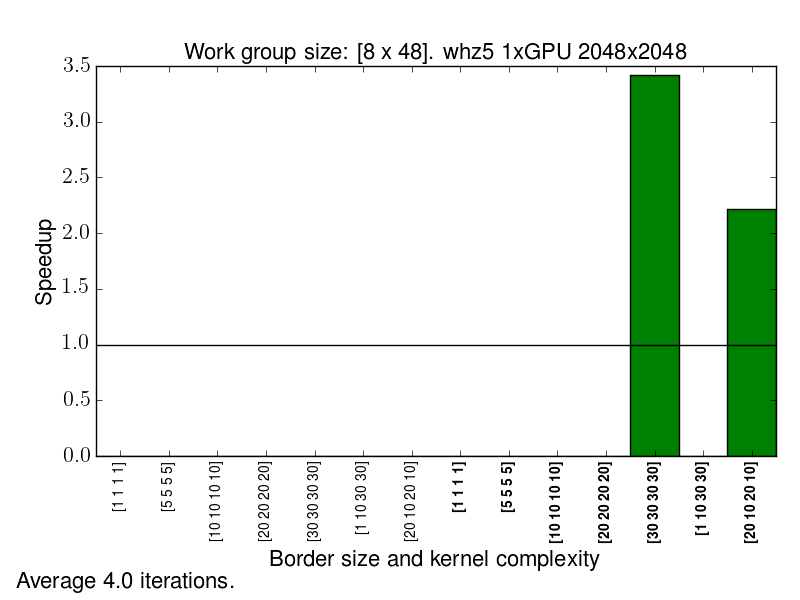 Work group size: [8 x 48]. whz5 1xGPU 2048x2048
3.5
3.0
2.5
2.0
1.5
1.0
0.5
0.0
Speedup
[1 1 1 1]
[5 5 5 5]
[10 10 10 10]
[20 20 20 20]
[30 30 30 30]
[1 10 30 30]
[20 10 20 10]
[1 1 1 1]
[5 5 5 5]
[10 10 10 10]
[20 20 20 20]
[30 30 30 30]
[1 10 30 30]
[20 10 20 10]
Border size and kernel complexity
Average 4.0 iterations.